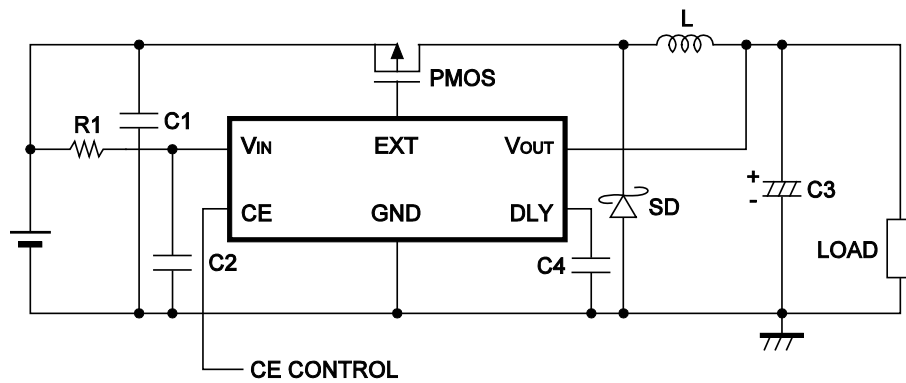 L
PMOS
R1
C1
VIN
EXT
VOUT
+
-
C3
CE
GND
DLY
SD
LOAD
C2
C4
CE CONTROL